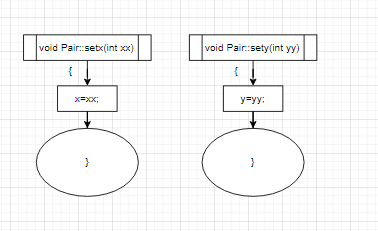 void Pair::setx(int xx)
{
x=xx;
}
void Pair::sety(int yy)
{
y=yy;
}